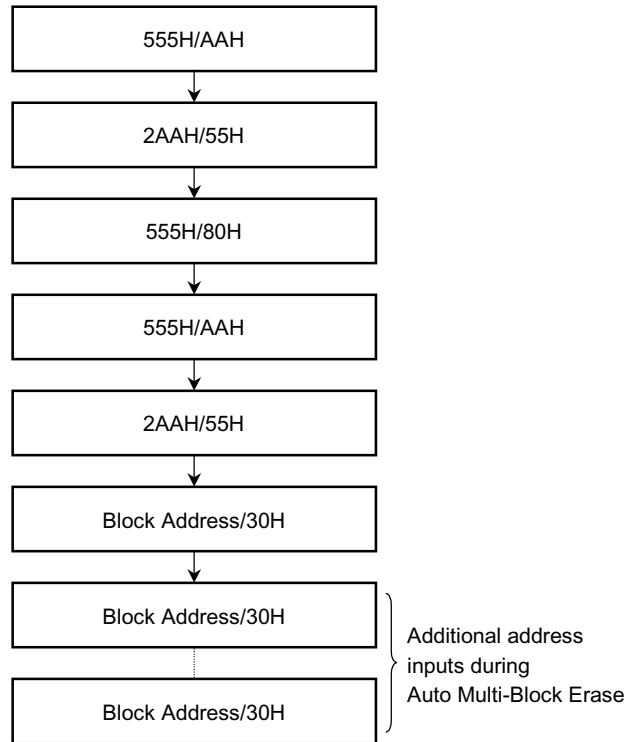 555H/AAH
2AAH/55H
555H/80H
555H/AAH
2AAH/55H
Block Address/30H
Block Address/30H
Additional address
inputs during
Auto Multi-Block Erase
Block Address/30H